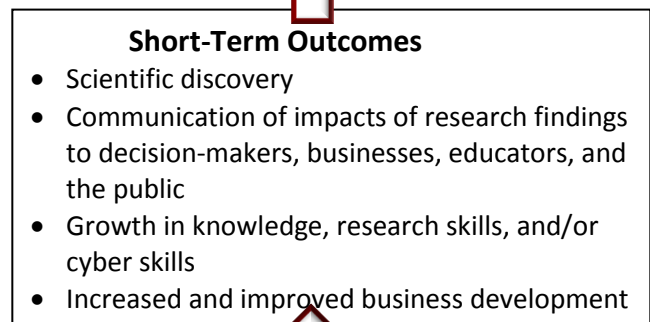 Short-Term Outcomes
• Scientific discovery
• Communication of impacts of research findings
to decision-makers, businesses, educators, and
the public
• Growth in knowledge, research skills, and/or
cyber skills
• Increased and improved business development